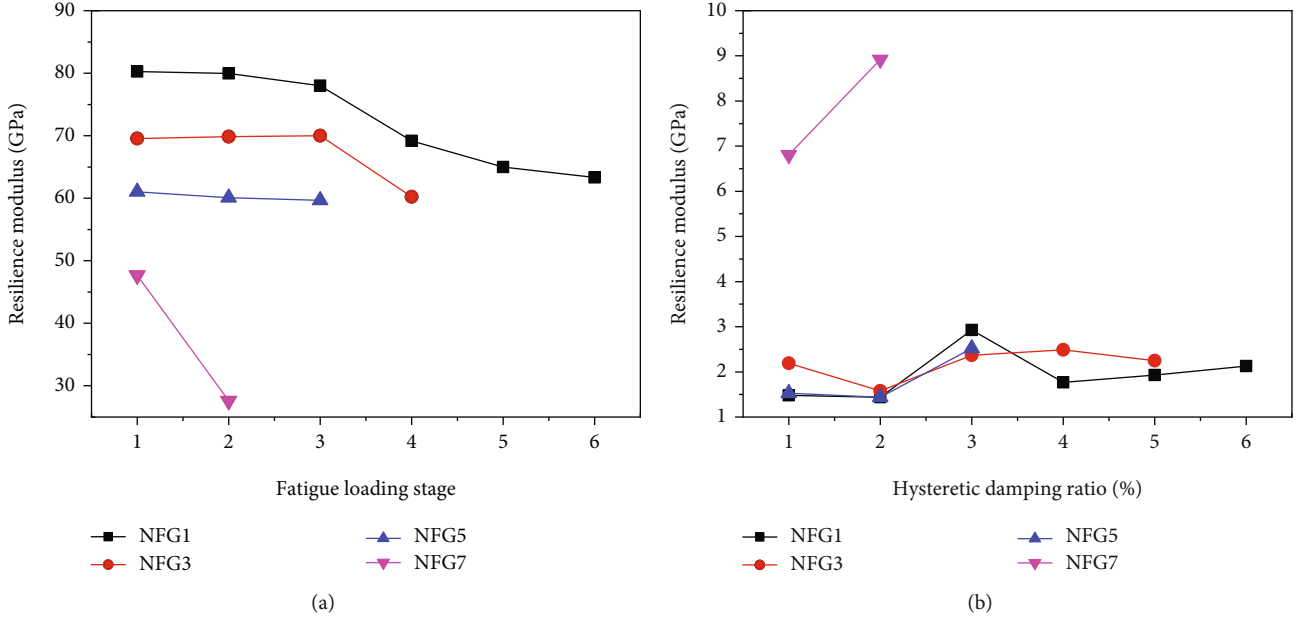 90
80
70
60
50
40
30
Resilience modulus (GPa)
1 2 3 4 5 6
Fatigue loading stage
NFG1
NFG3
NFG5
NFG7
(a)
10
9
8
7
6
5
4
3
2
1
Resilience modulus (GPa)
1 2 3 4 5 6
Hysteretic damping ratio (%)
NFG1
NFG3
NFG5
NFG7
(b)